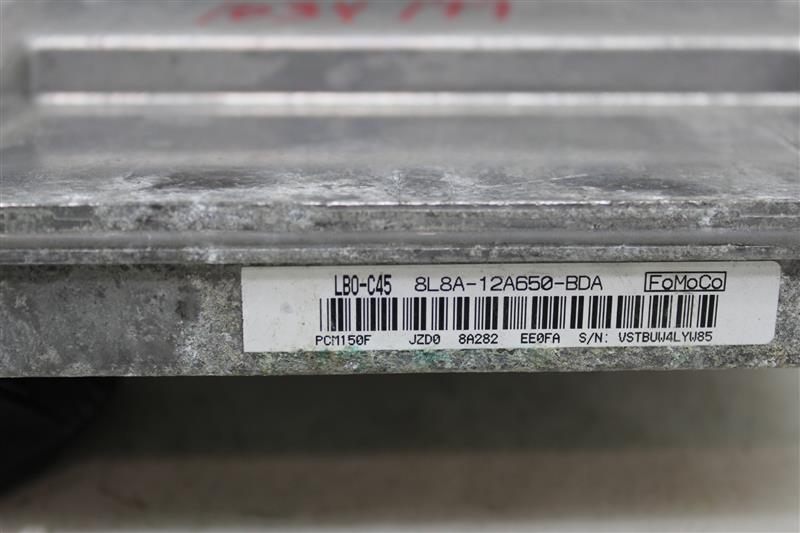 LB0-C45 8L8A-12A650-BDA FoMoCo
PCM150F JZD0 8A282 EE0FA S/N: VSTBUW4LYW85